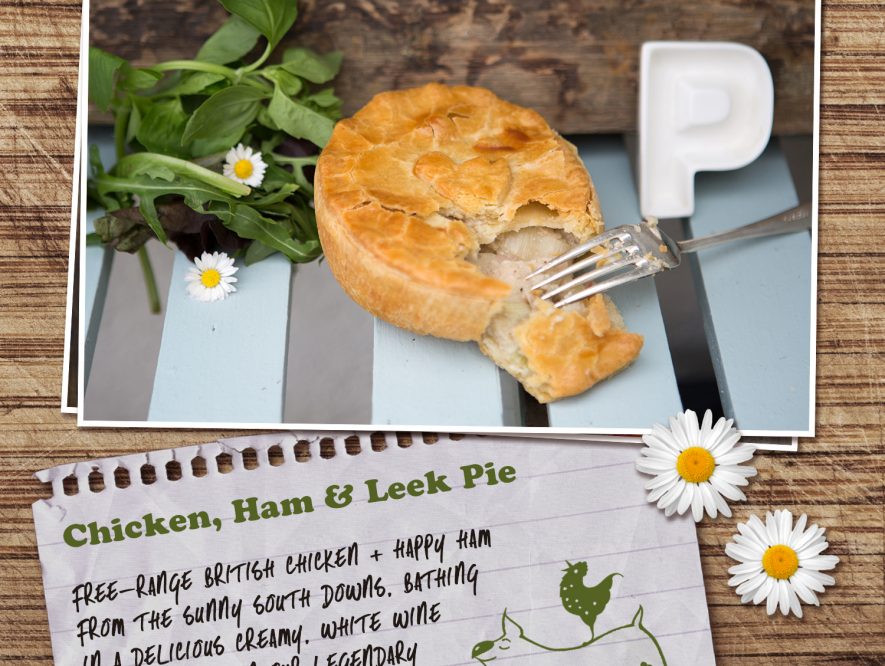 P
Chicken, Ham & Leek Pie
FREE-RANGE BRITISH CHICKEN + HAPPY HAM
FROM THE SUNNY SOUTH DOWNS. BATHING
IN A DELICIOUS CREAMY, WHITE WINE
OUR LEGENDARY